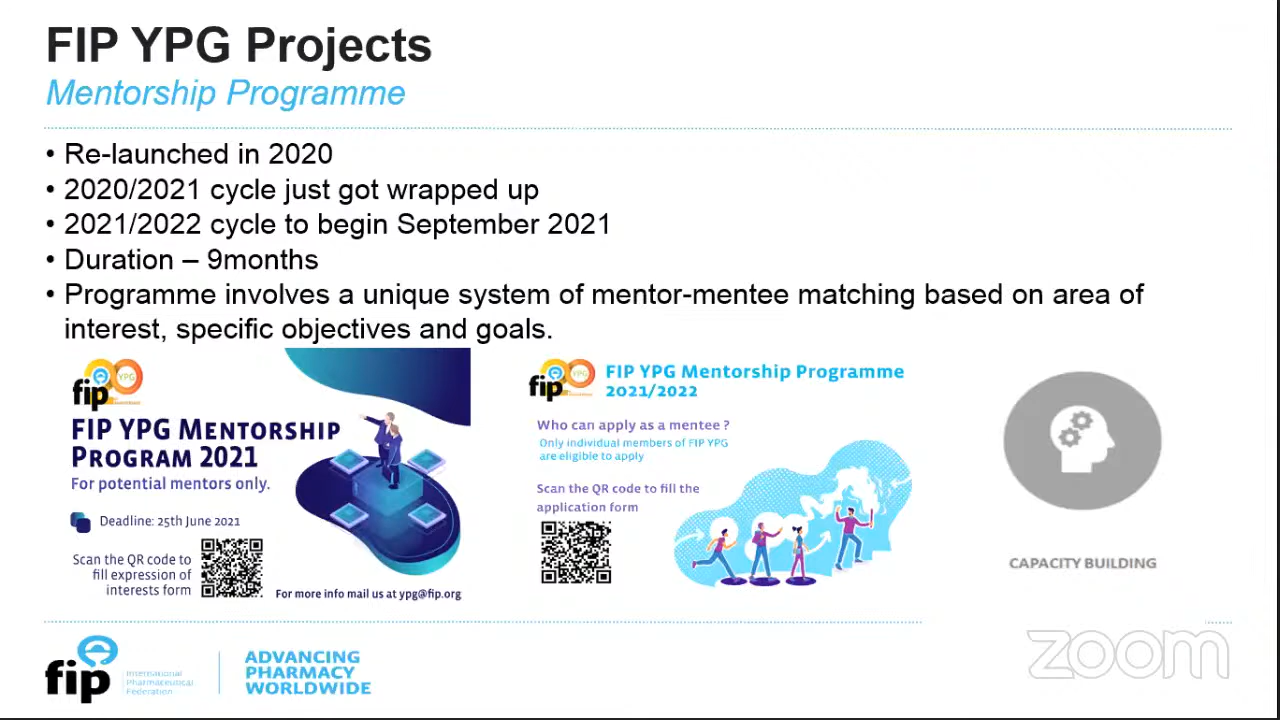 FIP YPG Projects
Mentorship Programme
• Re-launched in 2020
• 2020/2021 cycle just got wrapped up
• 2021/2022 cycle to begin September 2021
• Duration – 9months
• Programme involves a unique system of mentor-mentee matching based on area of
interest, specific objectives and goals.
fip YPG
FIP YPG MENTORSHIP
PROGRAM 2021
For potential mentors only.
Deadline: 25th June 2021
Scan the QR code to
fill expression of
interests form
For more info mail us at ypg@fip.org
fip YPG
FIP YPG Mentorship Programme
2021/2022
Who can apply as a mentee ?
Only individual members of FIP YPG
are eligible to apply
Scan the QR code to fill the
application form
CAPACITY BUILDING
fip
International
Pharmaceutical
Federation
ADVANCING
PHARMACY
WORLDWIDE
zoom